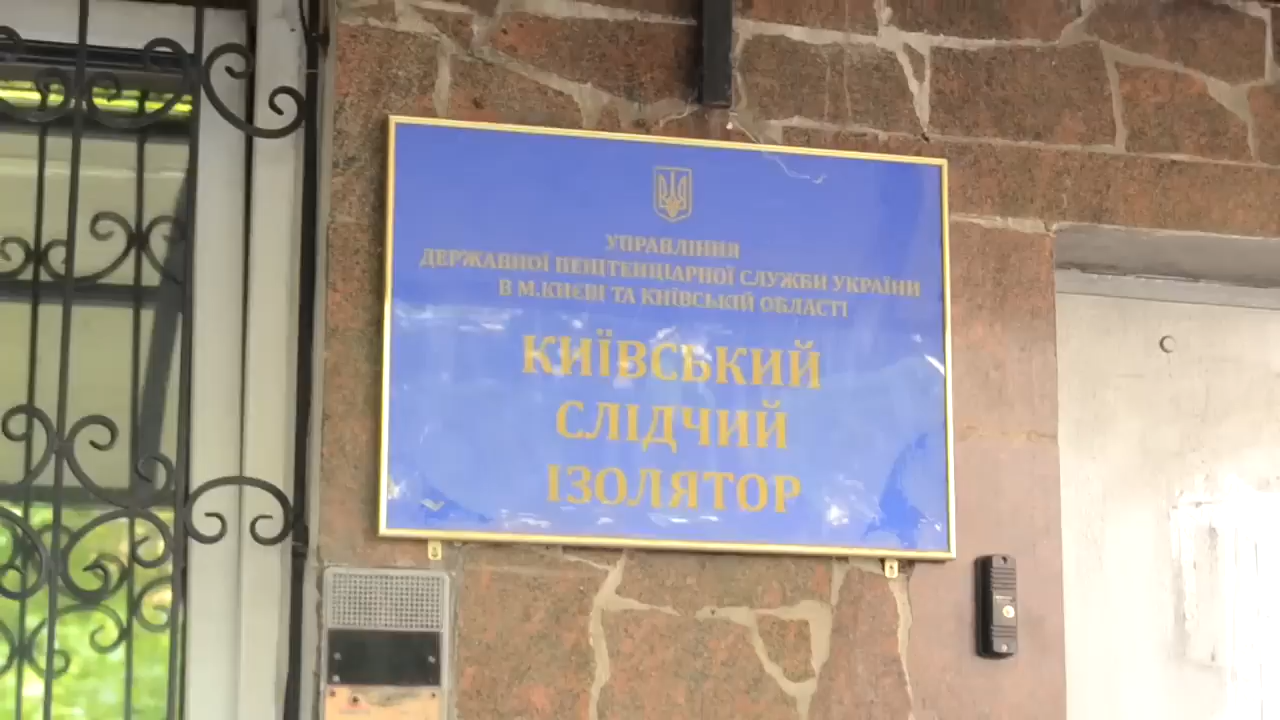 УПРАВЛІННЯ
ДЕРЖАВНОЇ ПЕНІТЕНЦІАРНОЇ СЛУЖБИ УКРАЇНИ
В М.КИЄВІ ТА КИЇВСЬКІЙ ОБЛАСТІ
КИЇВСЬКИЙ
СЛІДЧИЙ
ІЗОЛЯТОР